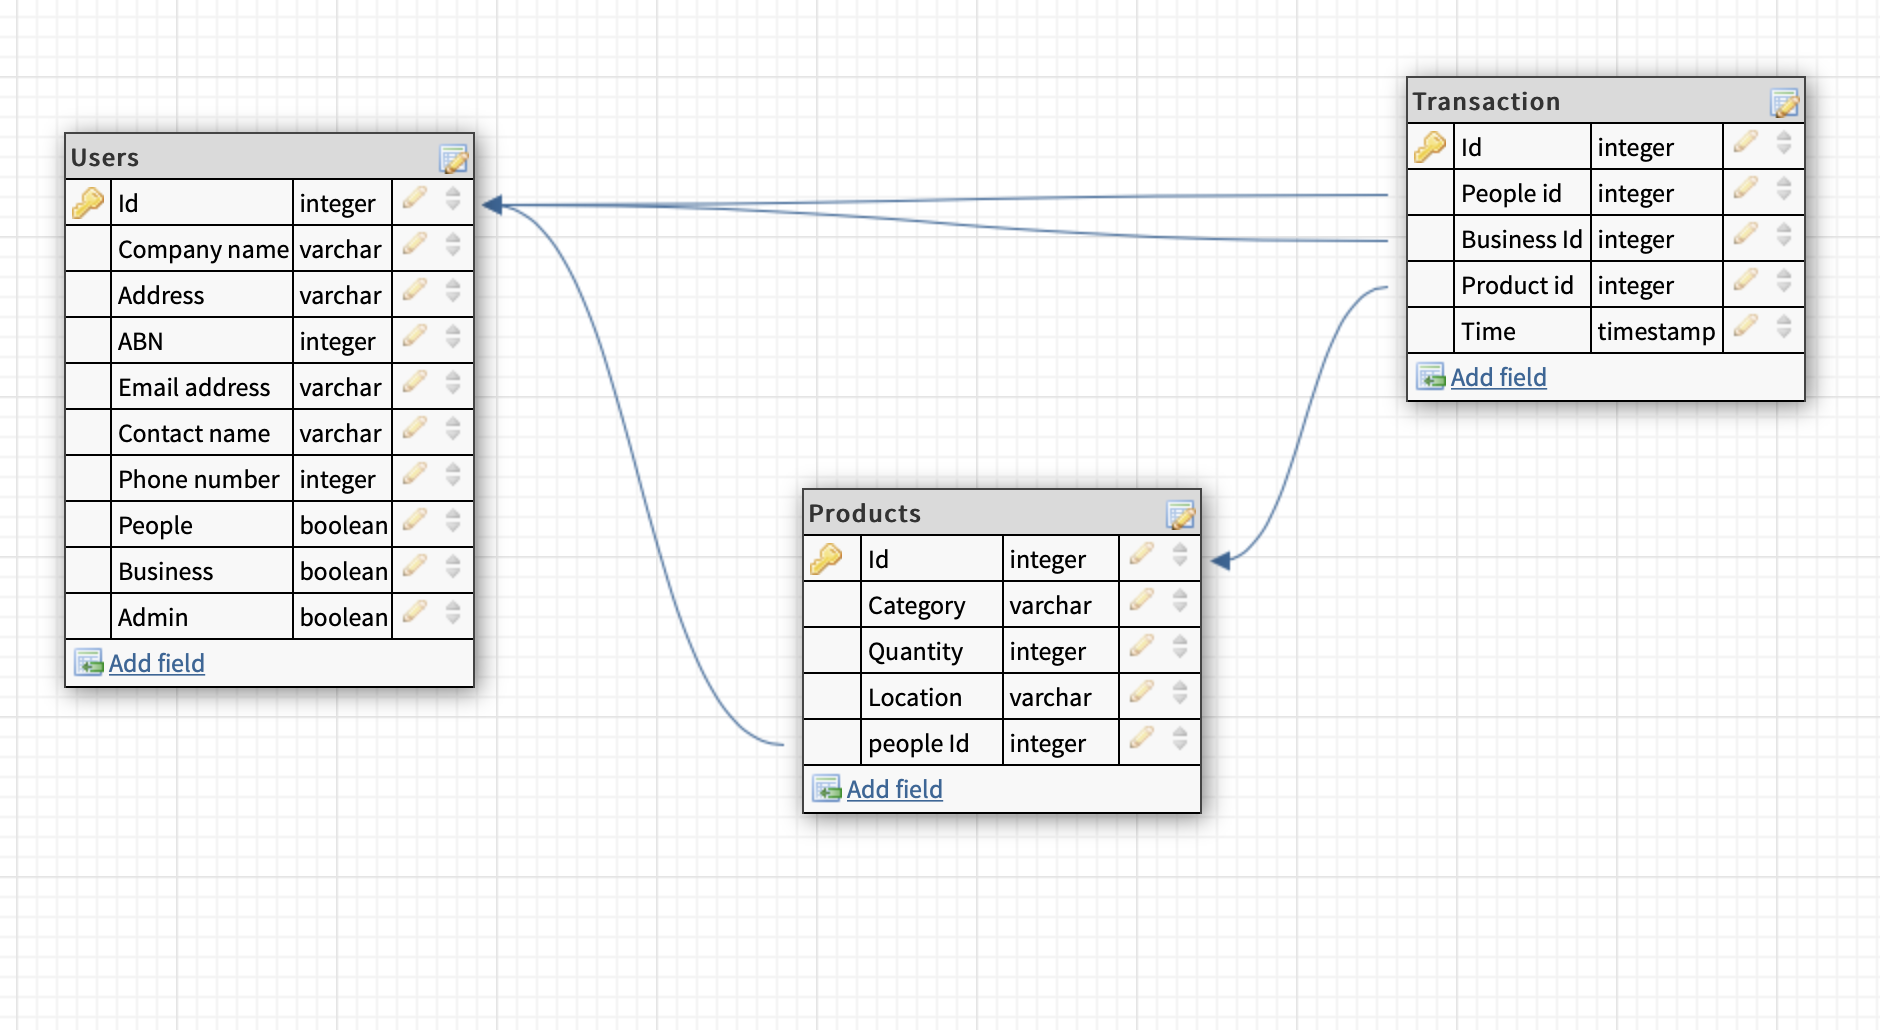 Users
Id integer
Company name varchar
Address varchar
ABN integer
Email address varchar
Contact name varchar
Phone number integer
People boolean
Business boolean
Admin boolean
Add field
Products
Id integer
Category varchar
Quantity integer
Location varchar
people Id integer
Add field
Transaction
Id integer
People id integer
Business Id integer
Product id integer
Time timestamp
Add field